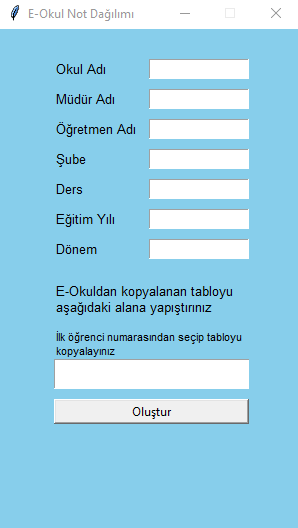 E-Okul Not Dağılımı
Okul Adı
Müdür Adı
Öğretmen Adı
Şube
Ders
Eğitim Yılı
Dönem
E-Okuldan kopyalanan tabloyu
aşağıdaki alana yapıştırınız
İlk öğrenci numarasından seçip tabloyu
kopyalayınız
Oluştur